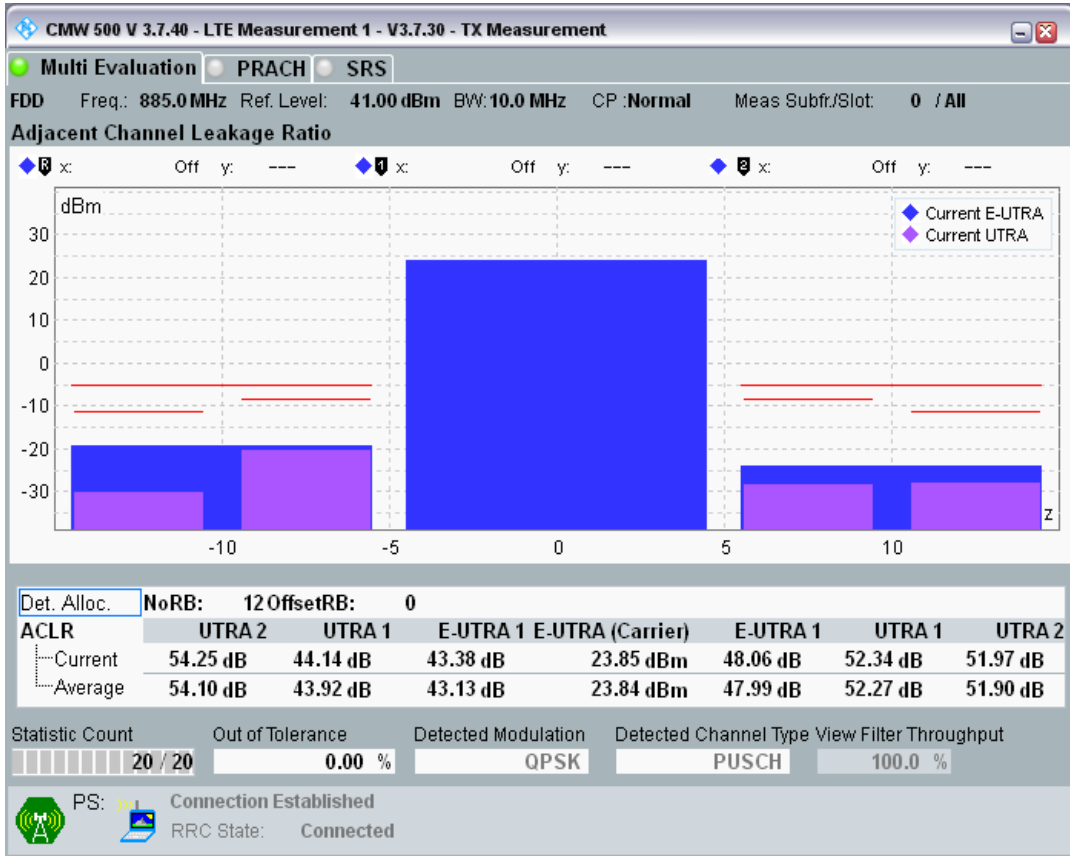 CMW 500 V 3.7.40 - LTE Measurement 1 - V3.7.30 - TX Measurement
Multi Evaluation PRACH SRS
FDD Freq.: 885.0 MHz Ref. Level: 41.00 dBm BW: 10.0 MHz CP :Normal Meas Subfr./Slot: 0 / All
Adjacent Channel Leakage Ratio
R x: Off y: --- 1 x: Off y: --- 2 x: Off y: ---
dBm
Current E-UTRA
Current UTRA
30
20
10
0
-10
-20
-30
z
-10 -5 0 5 10
Det. Alloc. NoRB: 12 OffsetRB: 0
ACLR UTRA 2 UTRA 1 E-UTRA 1 E-UTRA (Carrier) E-UTRA 1 UTRA 1 UTRA 2
Current 54.25 dB 44.14 dB 43.38 dB 23.85 dBm 48.06 dB 52.34 dB 51.97 dB
Average 54.10 dB 43.92 dB 43.13 dB 23.84 dBm 47.99 dB 52.27 dB 51.90 dB
Statistic Count Out of Tolerance Detected Modulation Detected Channel Type View Filter Throughput
20 / 20 0.00 % QPSK PUSCH 100.0 %
PS: Connection Established
RRC State: Connected